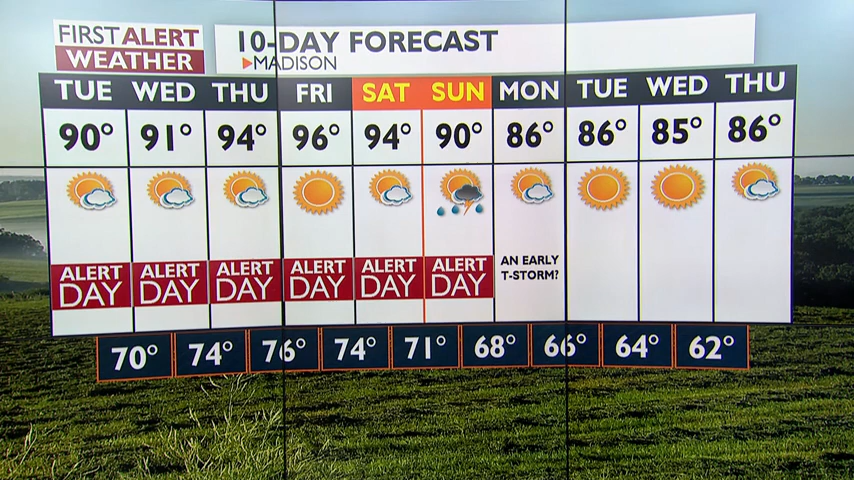 FIRST ALERT
WEATHER
10-DAY FORECAST
MADISON
TUE WED THU FRI SAT SUN MON TUE WED THU
90° 91° 94° 96° 94° 90° 86° 86° 85° 86°
AN EARLY
T-STORM?
ALERT ALERT ALERT ALERT ALERT ALERT
DAY DAY DAY DAY DAY DAY
70° 74° 76° 74° 71° 68° 66° 64° 62°